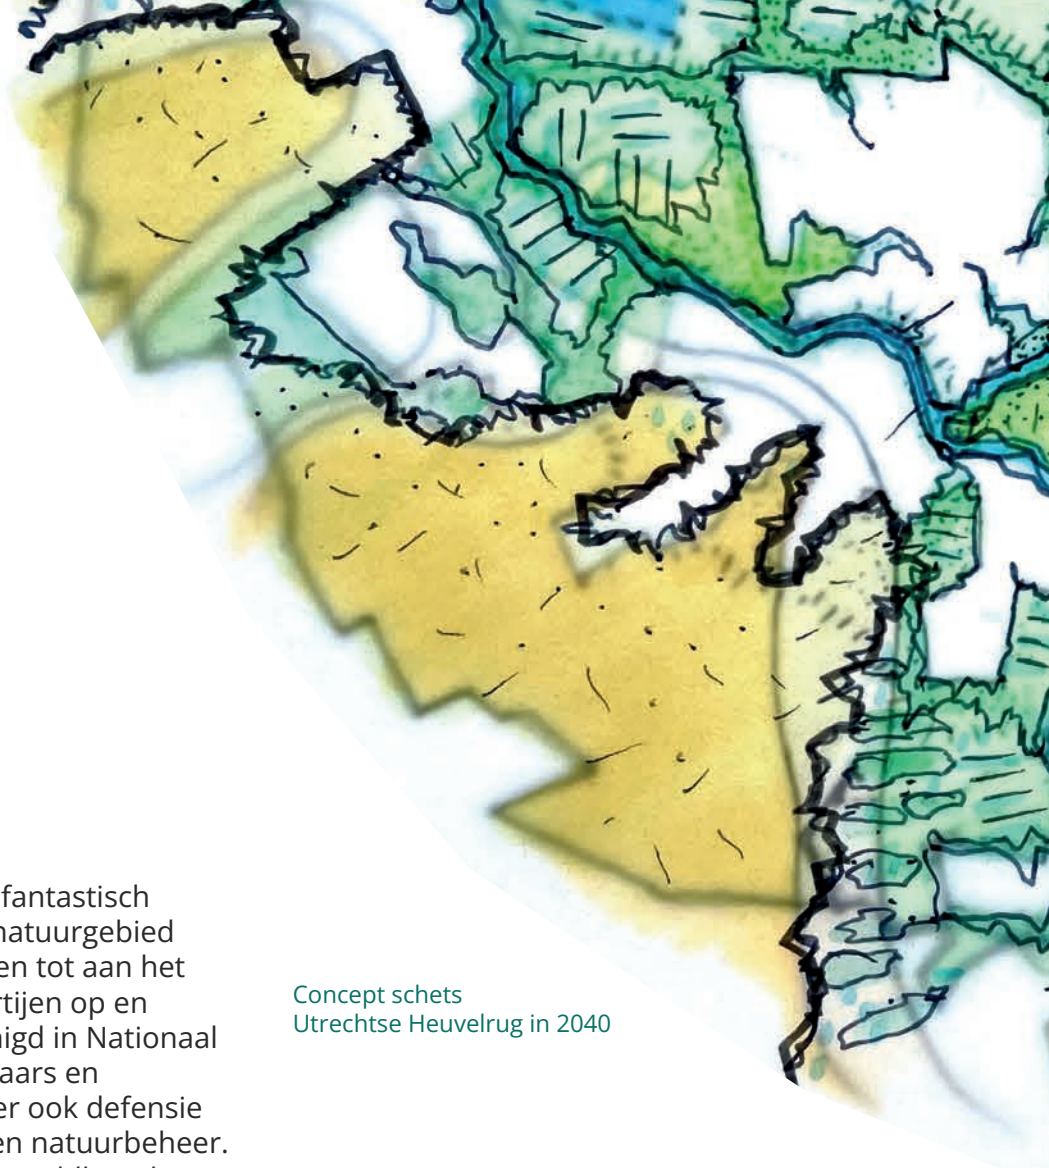 fantastisch
natuurgebied
en tot aan het
rtijen op en
nigd in Nationaal
aars en
er ook defensie
en natuurbeheer.
Concept schets
Utrechtse Heuvelrug in 2040